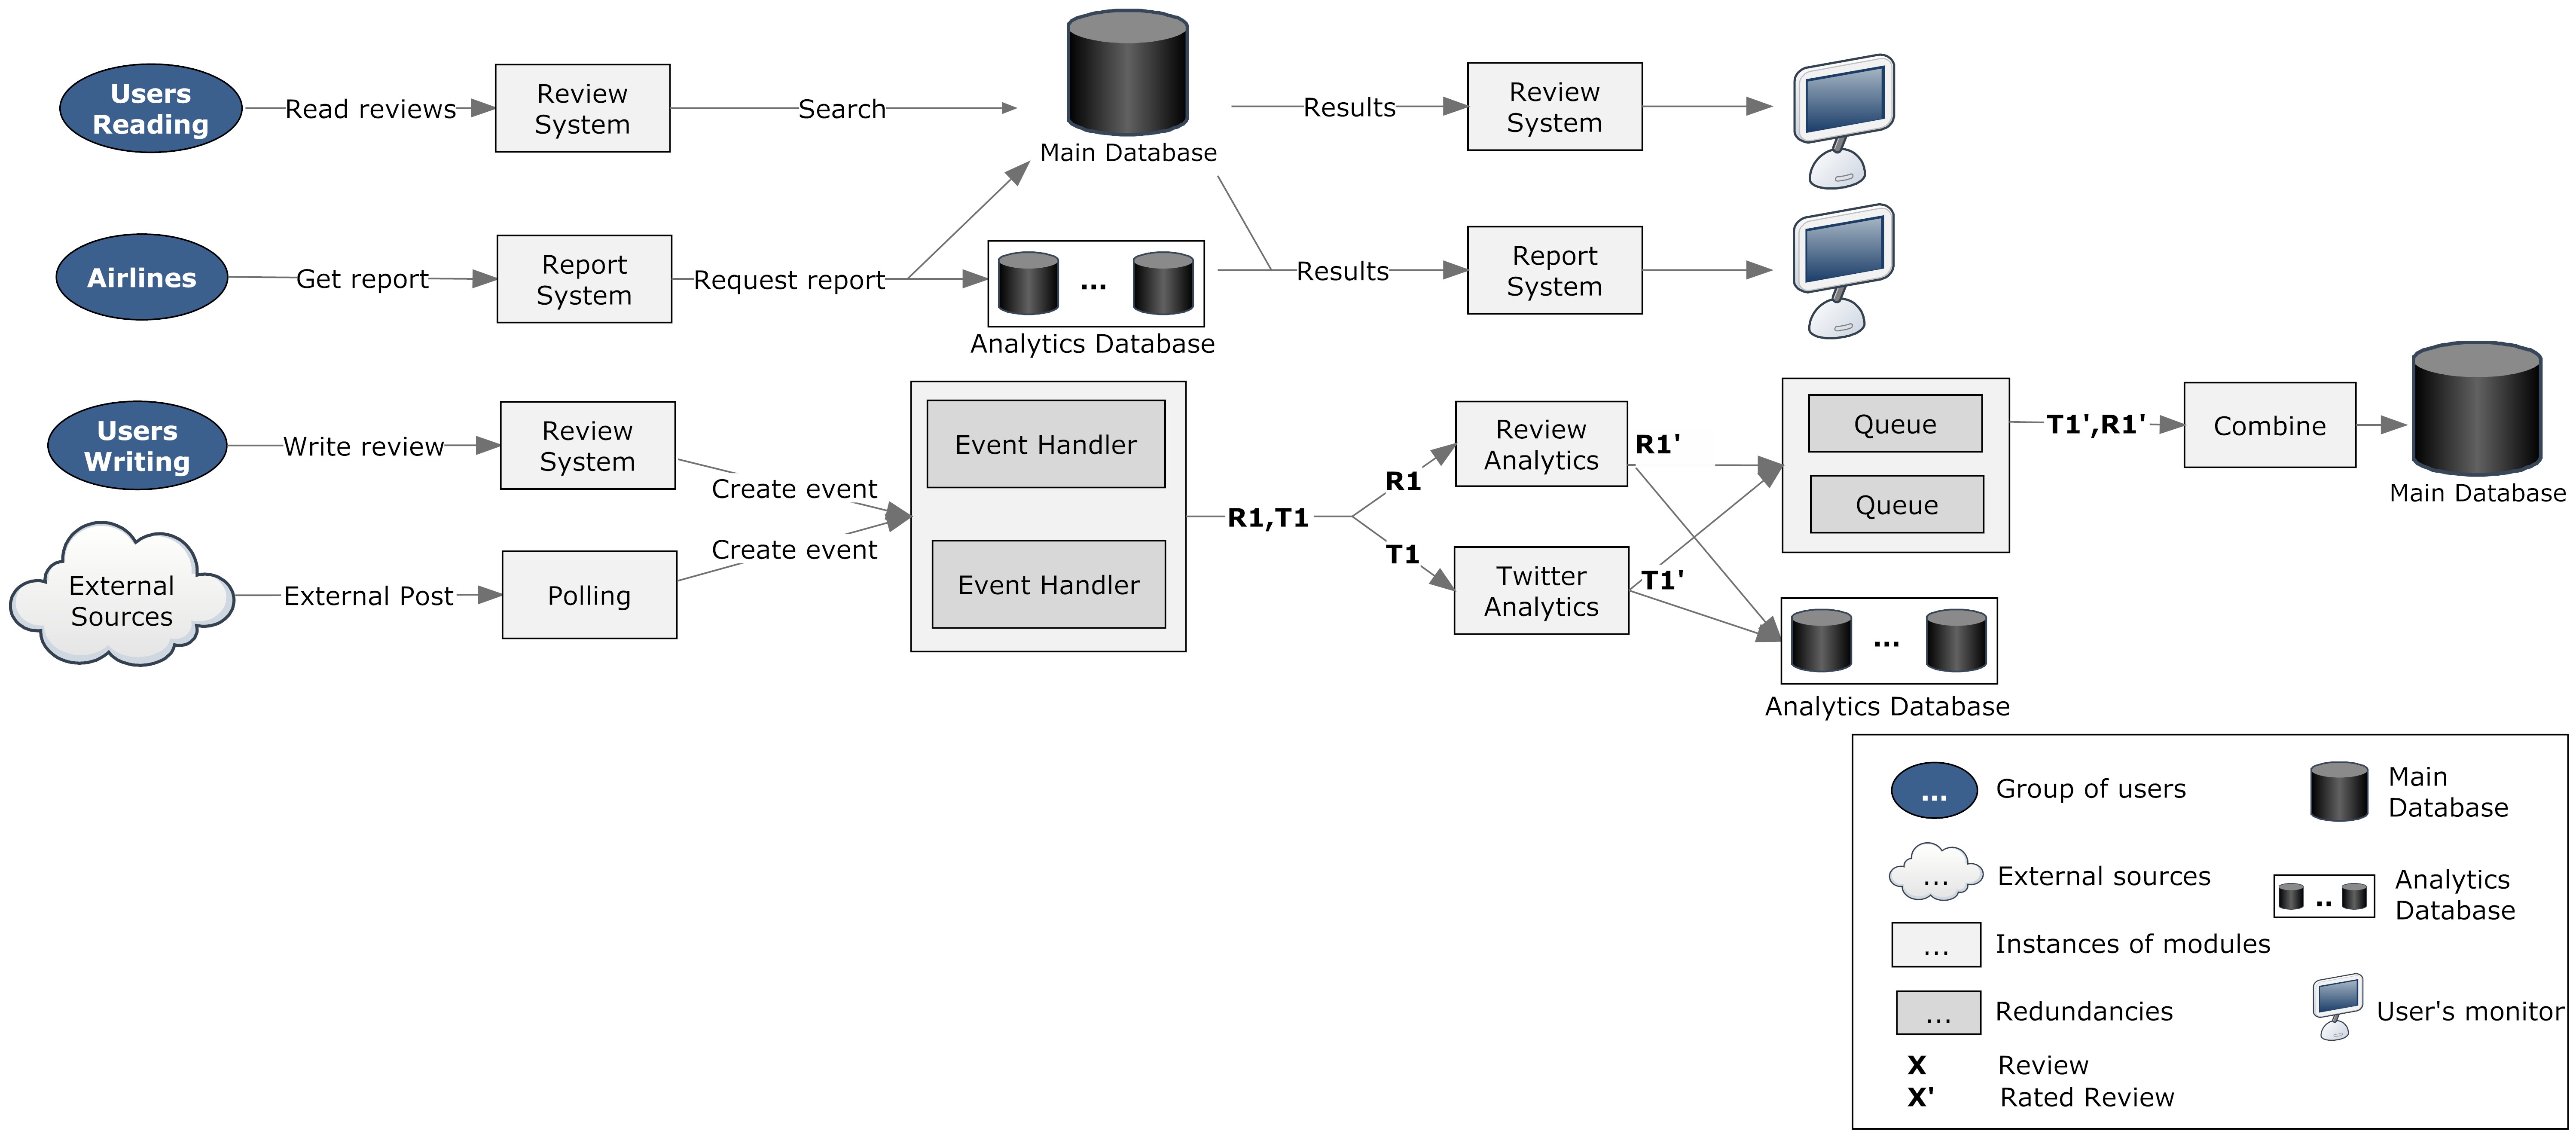 Users
Reading
Read reviews
Review
System
Search
Main Database
Results
Review
System
Airlines
Get report
Report
System
Request report
...
Analytics Database
Results
Report
System
Users
Writing
Write review
Review
System
Create event
External
Sources
External Post
Polling
Create event
Event Handler
Event Handler
R1,T1
R1
T1
Review
Analytics
R1'
Twitter
Analytics
T1'
Queue
Queue
T1',R1'
Combine
Main Database
...
Analytics Database
...
Group of users
...
External sources
...
Instances of modules
...
Redundancies
X
Review
X'
Rated Review
Main
Database
..
Analytics
Database
User's monitor